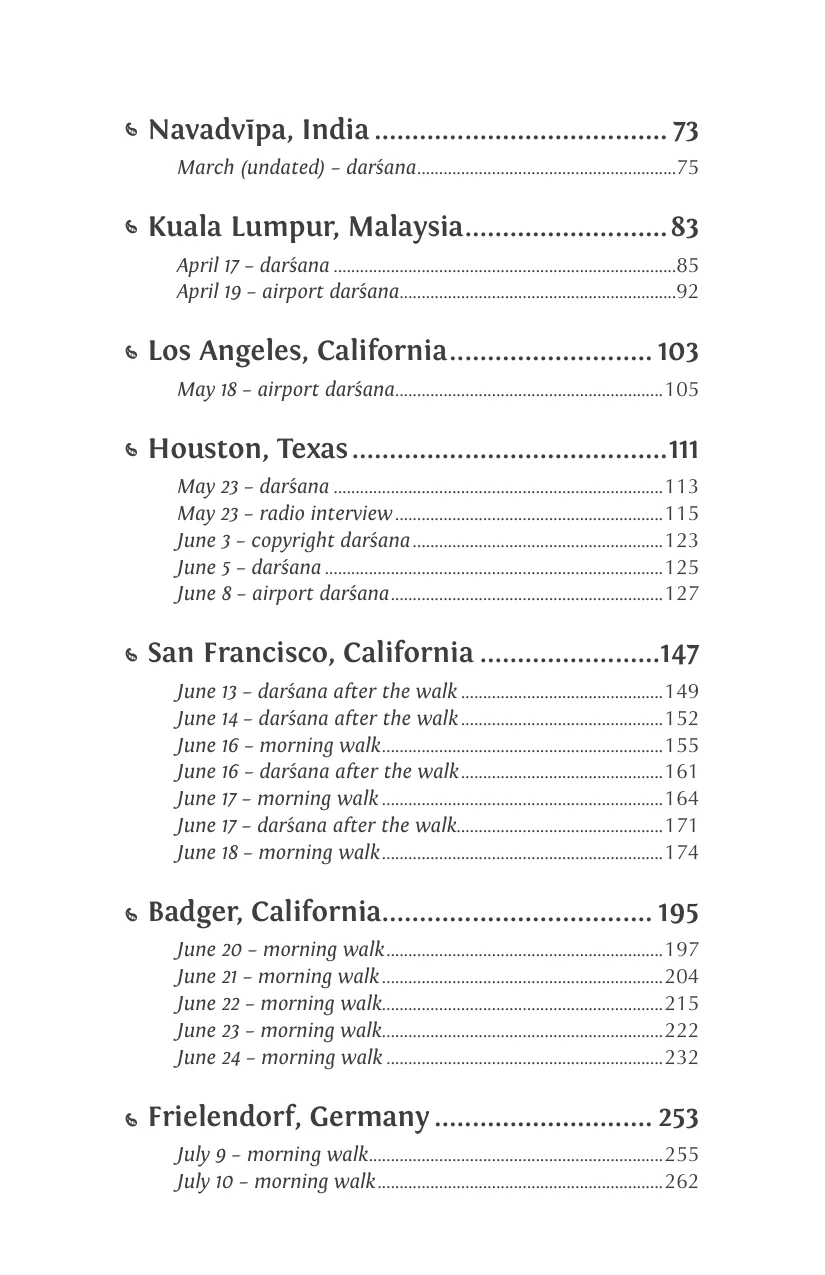 Navadvīpa, India .................................. 73
March (undated) – darśana..........................................................75
Kuala Lumpur, Malaysia.......................... 83
April 17 – darśana .............................................................................85
April 19 – airport darśana..............................................................92
Los Angeles, California........................... 103
May 18 – airport darśana............................................................105
Houston, Texas .....................................111
May 23 – darśana ..........................................................................113
May 23 – radio interview............................................................115
June 3 – copyright darśana........................................................123
June 5 – darśana ............................................................................125
June 8 – airport darśana.............................................................127
San Francisco, California .......................147
June 13 – darśana after the walk .............................................149
June 14 – darśana after the walk .............................................152
June 16 – morning walk...............................................................155
June 16 – darśana after the walk .............................................161
June 17 – morning walk ...............................................................164
June 17 – darśana after the walk..............................................171
June 18 – morning walk ...............................................................174
Badger, California................................ 195
June 20 – morning walk ..............................................................197
June 21 – morning walk ...............................................................204
June 22 – morning walk...............................................................215
June 23 – morning walk...............................................................222
June 24 – morning walk ..............................................................232
Frielendorf, Germany .......................... 253
July 9 – morning walk..................................................................255
July 10 – morning walk ................................................................262